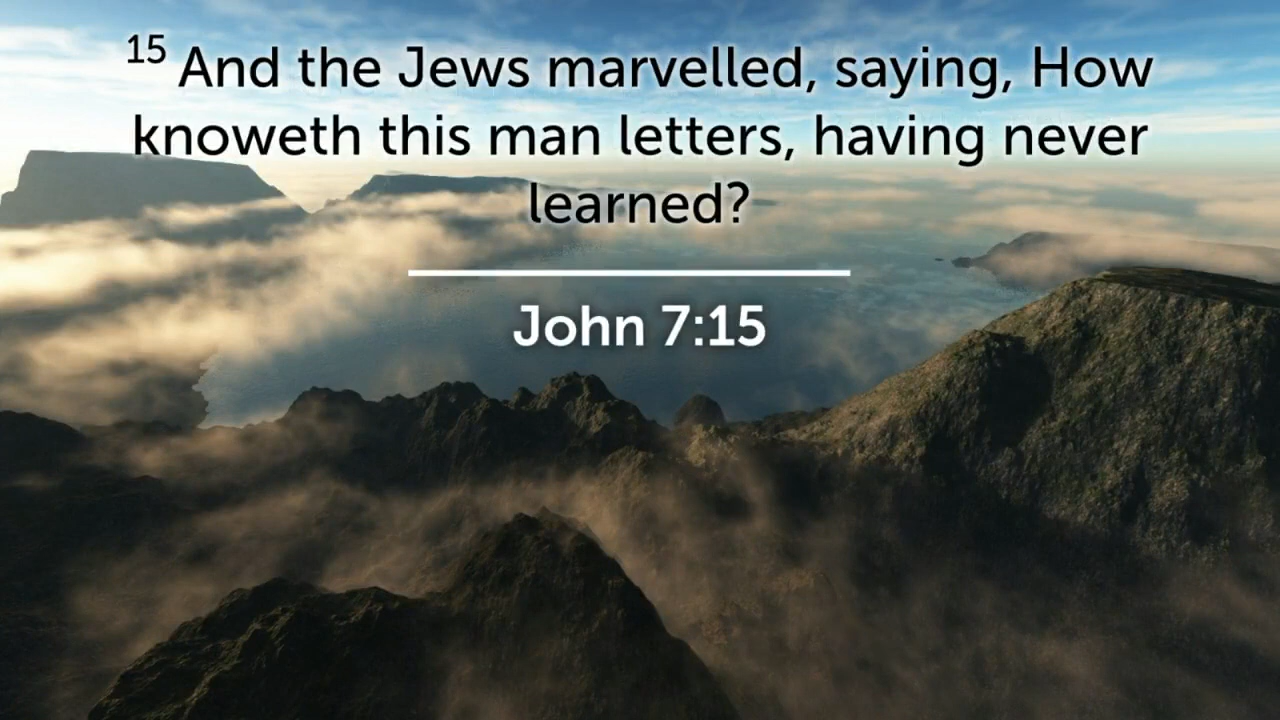 15 And the Jews marvelled, saying, How
knoweth this man letters, having never
learned?
John 7:15